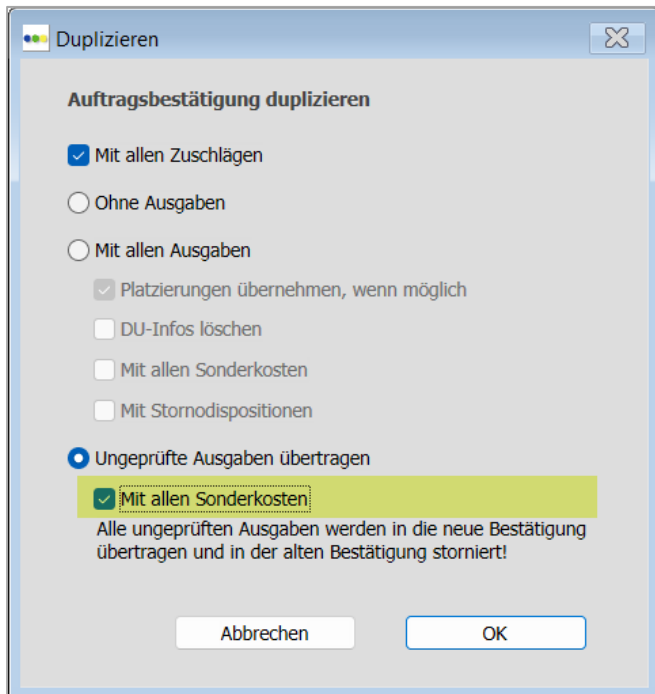 Duplizieren
Auftragsbestätigung duplizieren
Mit allen Zuschlägen
Ohne Ausgaben
Mit allen Ausgaben
Platzierungen übernehmen, wenn möglich
DU-Infos löschen
Mit allen Sonderkosten
Mit Stornodispositionen
Ungeprüfte Ausgaben übertragen
Mit allen Sonderkosten
Alle ungeprüften Ausgaben werden in die neue Bestätigung
übertragen und in der alten Bestätigung storniert!
Abbrechen OK